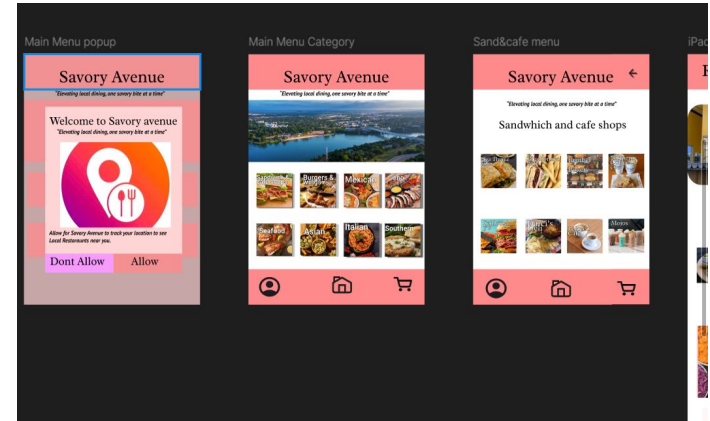 Main Menu popup
Savory Avenue
"Elevating local dining, one savory bite at a time"
Welcome to Savory avenue
"Elevating local dining, one savory bite at a time"
Allow for Savory Avenue to track your location to see
Local Restaraunts near you.
Dont Allow
Allow
Main Menu Category
Savory Avenue
"Elevating local dining, one savory bite at a time"
Burgers &
Mexican
Seafood
Asian
Italian
Southern
Sand&cafe menu
Savory Avenue
"Elevating local dining, one savory bite at a time"
Sandwhich and cafe shops
Mojos
iPad